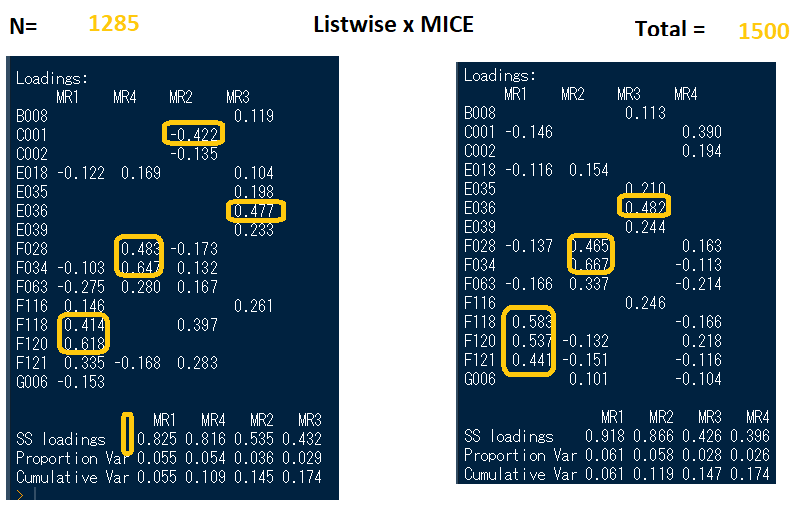 N= 1285 Listwise x MICE Total = 1500
Loadings:
MR1 MR4 MR2 MR3
B008 0.119
C001 -0.422
C002 -0.135
E018 -0.122 0.169 0.104
E035 0.198
E036 0.477
E039 0.233
F028 0.483 -0.173
F034 -0.103 0.647 0.132
F063 -0.275 0.280 0.167
F116 0.146 0.261
F118 0.414 0.397
F120 0.618
F121 0.335 -0.168 0.283
G006 -0.153
MR1 MR4 MR2 MR3
SS loadings 0.825 0.816 0.535 0.432
Proportion Var 0.055 0.054 0.036 0.029
Cumulative Var 0.055 0.109 0.145 0.174
>
Loadings:
MR1 MR2 MR3 MR4
B008 0.113
C001 -0.146 0.390
C002 0.194
E018 -0.116 0.154
E035 0.210
E036 0.482
E039 0.244
F028 -0.137 0.465 0.163
F034 0.667 -0.113
F063 -0.166 0.337 -0.214
F116 0.246
F118 0.583 -0.166
F120 0.537 -0.132 0.218
F121 0.441 -0.151 -0.116
G006 0.101 -0.104
MR1 MR2 MR3 MR4
SS loadings 0.918 0.866 0.426 0.396
Proportion Var 0.061 0.058 0.028 0.026
Cumulative Var 0.061 0.119 0.147 0.174